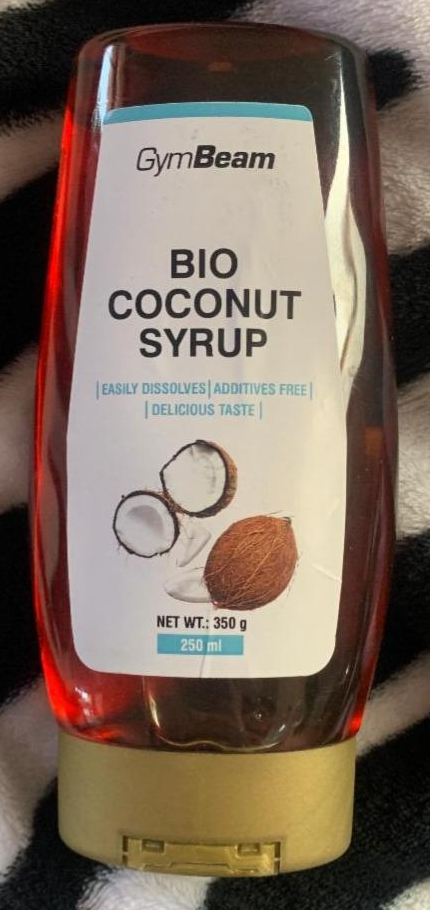 GymBeam
BIO
COCONUT
SYRUP
|EASILY DISSOLVES|ADDITIVES FREE|
|DELICIOUS TASTE|
NET WT.: 350 g
250 ml